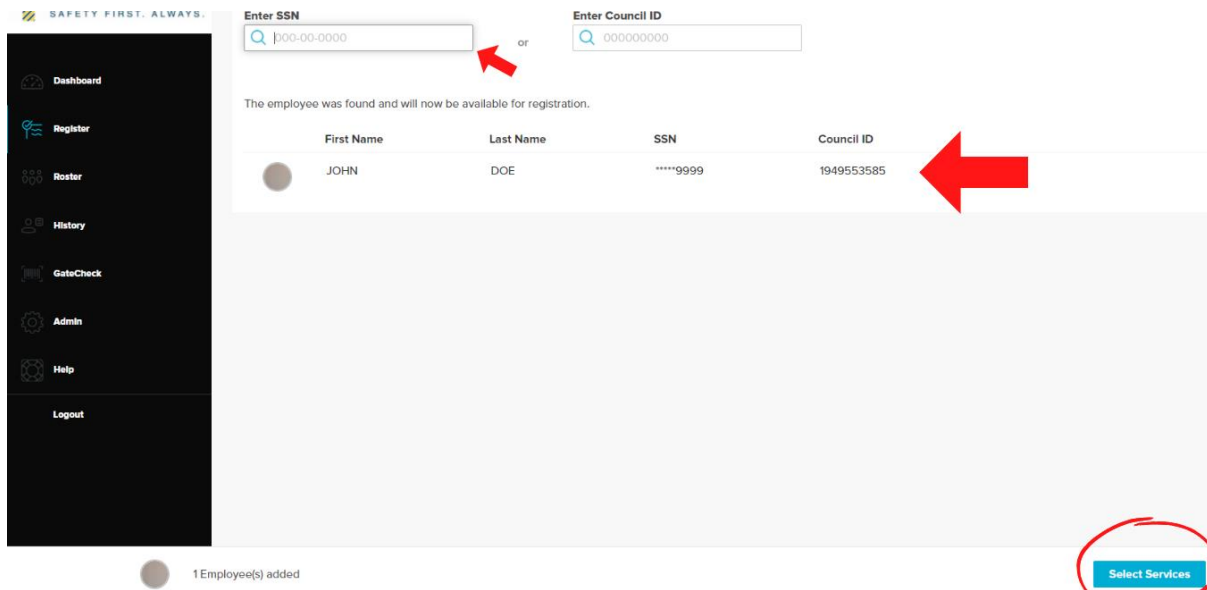 SAFETY FIRST. ALWAYS.
Dashboard
Register
Roster
History
GateCheck
Admin
Help
Logout
Enter SSN
000-00-0000
or
Enter Council ID
000000000
The employee was found and will now be available for registration.
First Name Last Name SSN Council ID
JOHN DOE *****9999 1949553585
1 Employee(s) added
Select Services